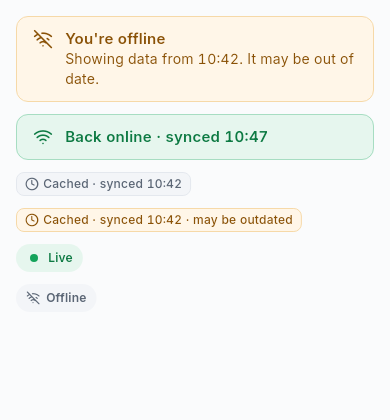 You're offline
Showing data from 10:42. It may be out of
date.
Back online · synced 10:47
Cached · synced 10:42
Cached · synced 10:42 · may be outdated
Live
Offline